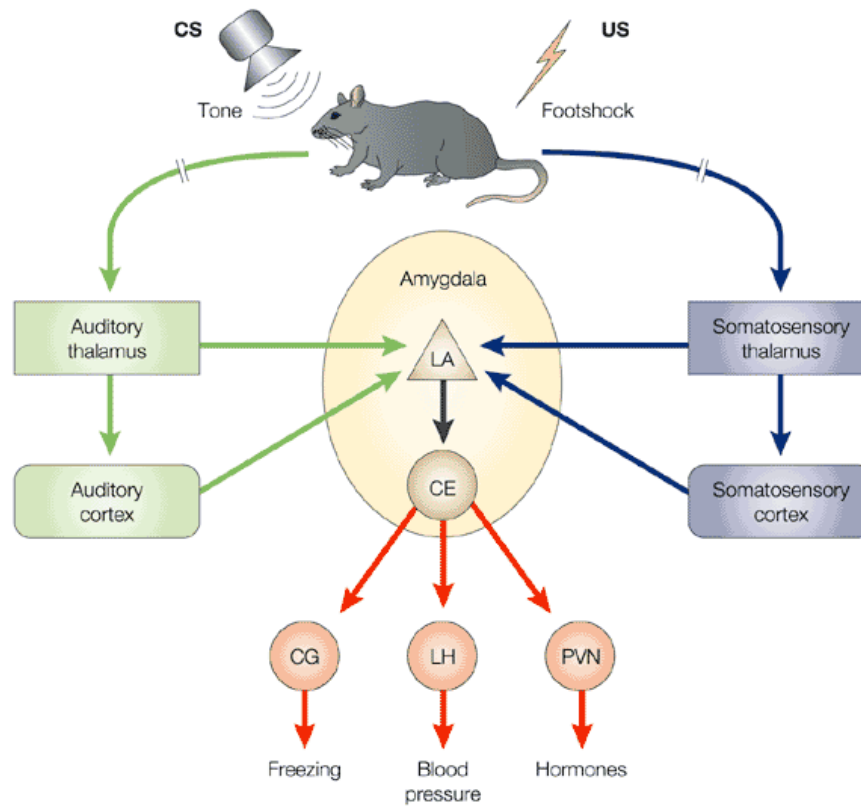 CS
US
Tone
Footshock
Amygdala
Auditory
thalamus
LA
Somatosensory
thalamus
Auditory
cortex
CE
Somatosensory
cortex
CG
LH
PVN
Freezing
Blood
pressure
Hormones